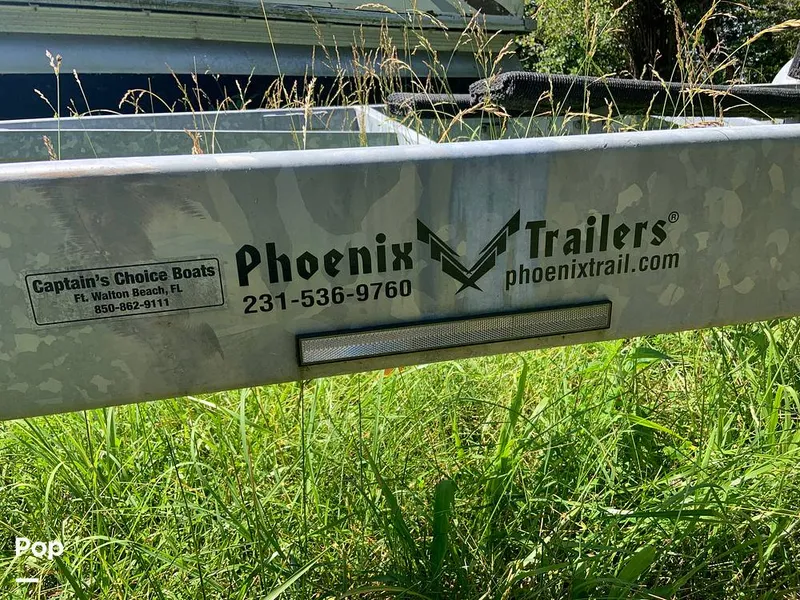 Captain's Choice Boats
Ft. Walton Beach, FL
850-862-9111
Phoenix Trailers®
231-536-9760
phoenixtrail.com
Pop